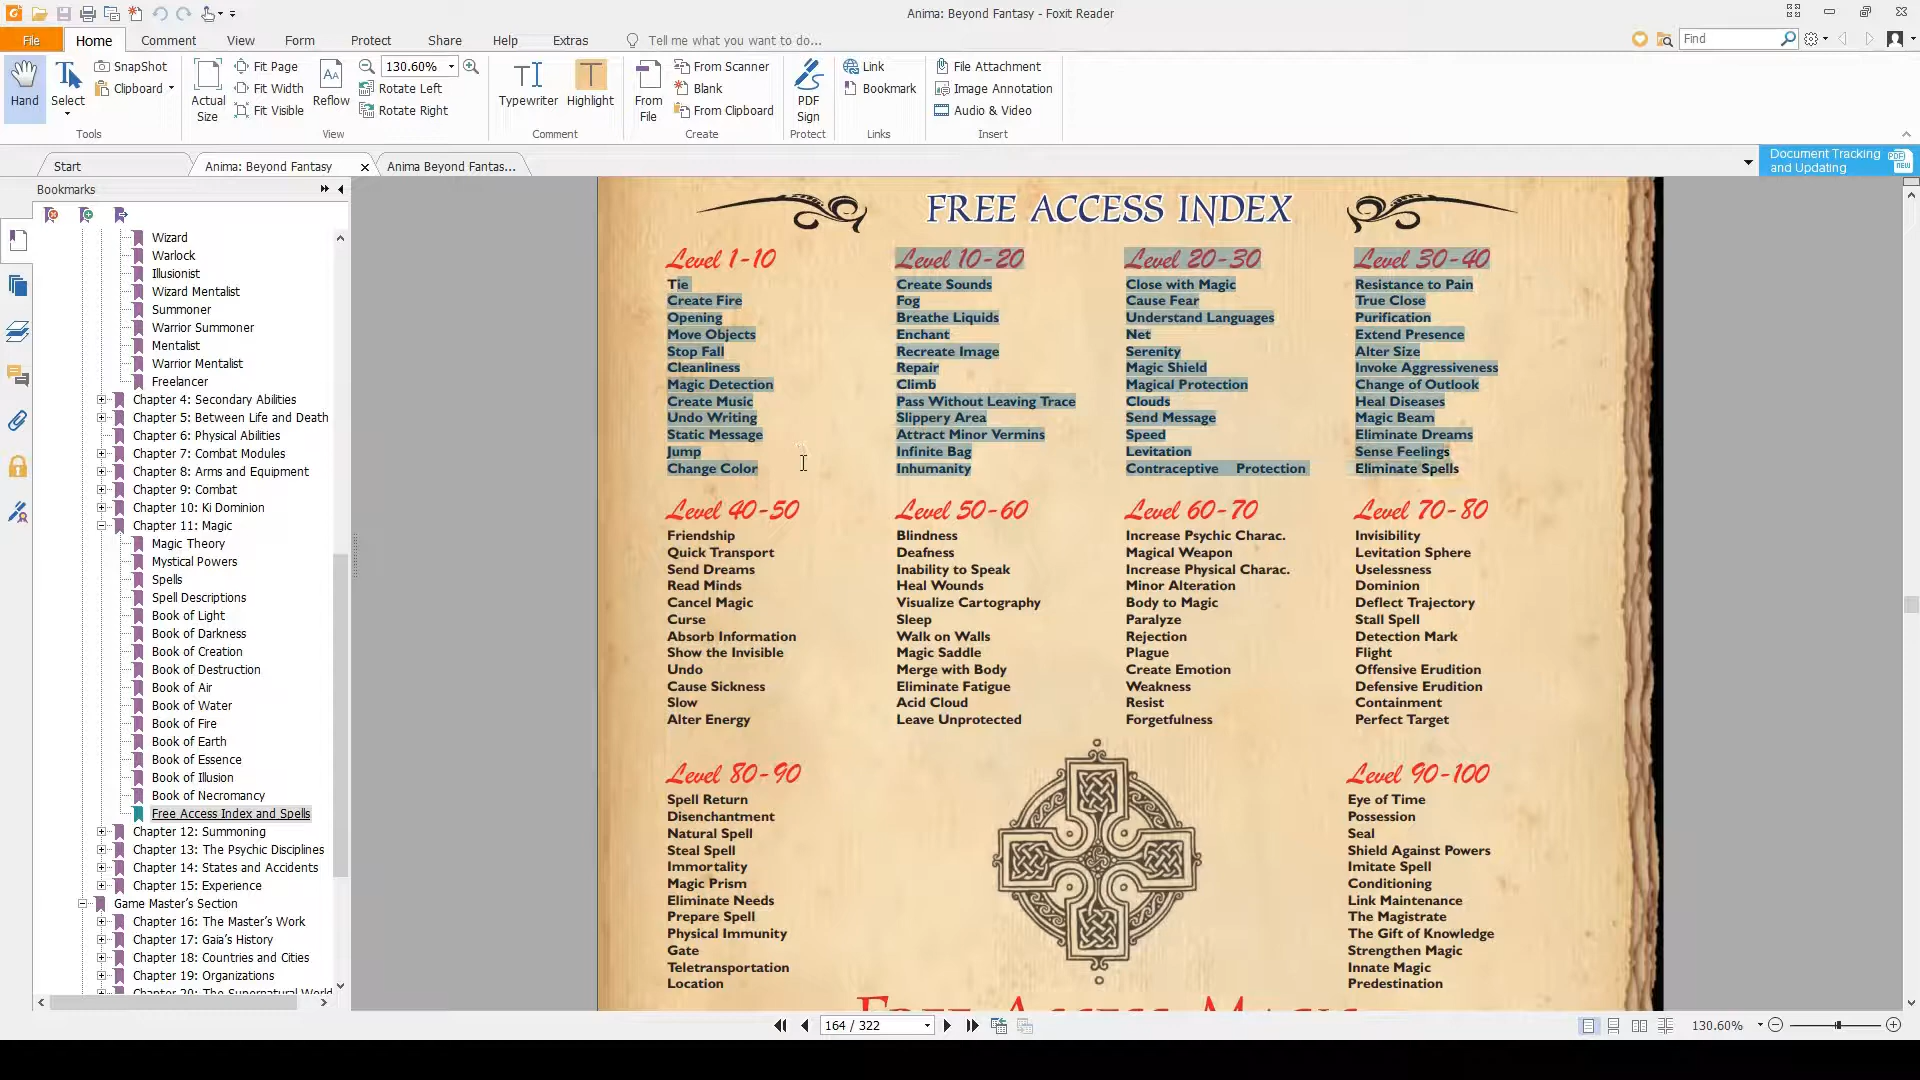 Anima: Beyond Fantasy - Foxit Reader
File
Home
Comment
View
Form
Protect
Share
Help
Extras
Tell me what you want to do...
Find
Hand
Select
SnapShot
Clipboard
Tools
Actual Size
Fit Page
Fit Width
Fit Visible
Reflow
130.60%
Rotate Left
Rotate Right
View
Typewriter
Highlight
Comment
From File
From Scanner
Blank
From Clipboard
Create
PDF Sign
Protect
Link
Bookmark
Links
File Attachment
Image Annotation
Audio & Video
Insert
Start
Anima: Beyond Fantasy
Anima Beyond Fantas...
Document Tracking
and Updating
PDF
NEW
Bookmarks
Wizard
Warlock
Illusionist
Wizard Mentalist
Summoner
Warrior Summoner
Mentalist
Warrior Mentalist
Freelancer
Chapter 4: Secondary Abilities
Chapter 5: Between Life and Death
Chapter 6: Physical Abilities
Chapter 7: Combat Modules
Chapter 8: Arms and Equipment
Chapter 9: Combat
Chapter 10: Ki Dominion
Chapter 11: Magic
Magic Theory
Mystical Powers
Spells
Spell Descriptions
Book of Light
Book of Darkness
Book of Creation
Book of Destruction
Book of Air
Book of Water
Book of Fire
Book of Earth
Book of Essence
Book of Illusion
Book of Necromancy
Free Access Index and Spells
Chapter 12: Summoning
Chapter 13: The Psychic Disciplines
Chapter 14: States and Accidents
Chapter 15: Experience
Game Master's Section
Chapter 16: The Master's Work
Chapter 17: Gaia's History
Chapter 18: Countries and Cities
Chapter 19: Organizations
Chapter 20: The Supernatural World
FREE ACCESS INDEX
Level 1-10
Tie
Create Fire
Opening
Move Objects
Stop Fall
Cleanliness
Magic Detection
Create Music
Undo Writing
Static Message
Jump
Change Color
Level 10-20
Create Sounds
Fog
Breathe Liquids
Enchant
Recreate Image
Repair
Climb
Pass Without Leaving Trace
Slippery Area
Attract Minor Vermins
Infinite Bag
Inhumanity
Level 20-30
Close with Magic
Cause Fear
Understand Languages
Net
Serenity
Magic Shield
Magical Protection
Clouds
Send Message
Speed
Levitation
Contraceptive Protection
Level 30-40
Resistance to Pain
True Close
Purification
Extend Presence
Alter Size
Invoke Aggressiveness
Change of Outlook
Heal Diseases
Magic Beam
Eliminate Dreams
Sense Feelings
Eliminate Spells
Level 40-50
Friendship
Quick Transport
Send Dreams
Read Minds
Cancel Magic
Curse
Absorb Information
Show the Invisible
Undo
Cause Sickness
Slow
Alter Energy
Level 50-60
Blindness
Deafness
Inability to Speak
Heal Wounds
Visualize Cartography
Sleep
Walk on Walls
Magic Saddle
Merge with Body
Eliminate Fatigue
Acid Cloud
Leave Unprotected
Level 60-70
Increase Psychic Charac.
Magical Weapon
Increase Physical Charac.
Minor Alteration
Body to Magic
Paralyze
Rejection
Plague
Create Emotion
Weakness
Resist
Forgetfulness
Level 70-80
Invisibility
Levitation Sphere
Uselessness
Dominion
Deflect Trajectory
Stall Spell
Detection Mark
Flight
Offensive Erudition
Defensive Erudition
Containment
Perfect Target
Level 80-90
Spell Return
Disenchantment
Natural Spell
Steal Spell
Immortality
Magic Prism
Eliminate Needs
Prepare Spell
Physical Immunity
Gate
Teletransportation
Location
Level 90-100
Eye of Time
Possession
Seal
Shield Against Powers
Imitate Spell
Conditioning
Link Maintenance
The Magistrate
The Gift of Knowledge
Strengthen Magic
Innate Magic
Predestination
Free Access Magic
164 / 322
130.60%